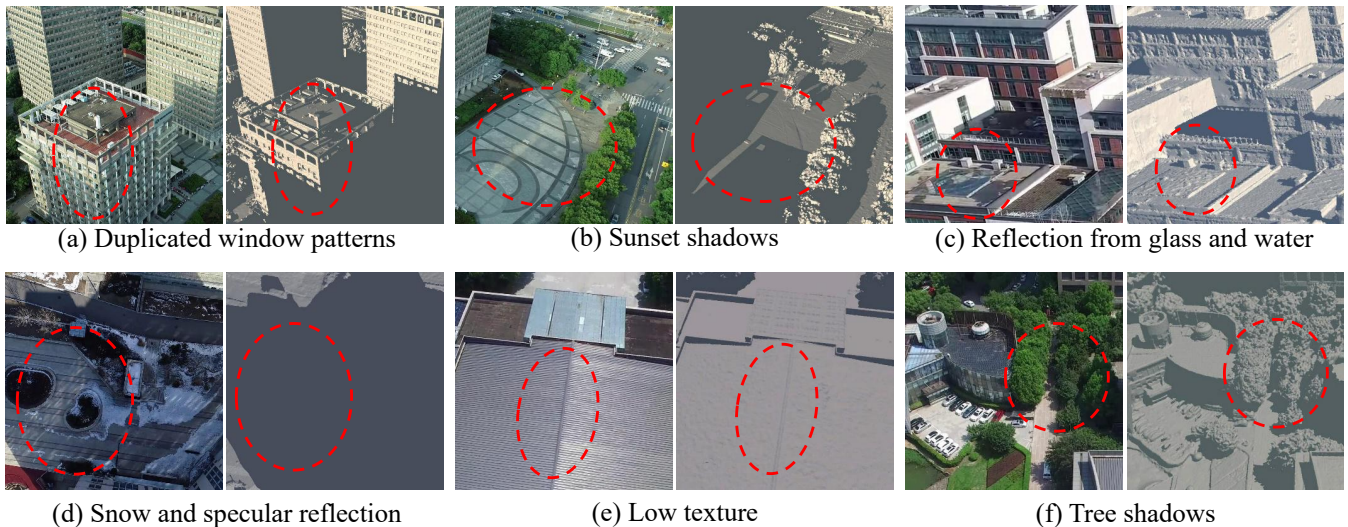 (a) Duplicated window patterns
(b) Sunset shadows
(c) Reflection from glass and water
(d) Snow and specular reflection
(e) Low texture
(f) Tree shadows